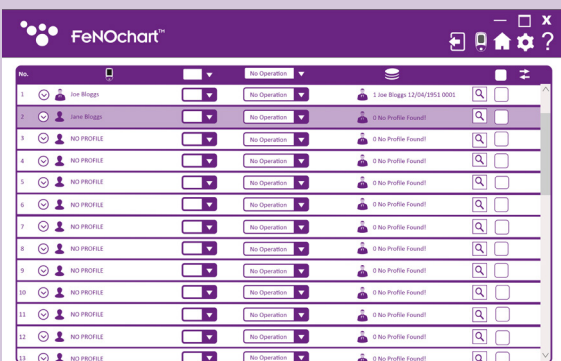 FeNOchart™
?
No. No Operation
1 Joe Bloggs No Operation 1 Joe Bloggs 12/04/1951 0001
2 Jane Bloggs No Operation 0 No Profile Found!
3 NO PROFILE No Operation 0 No Profile Found!
4 NO PROFILE No Operation 0 No Profile Found!
5 NO PROFILE No Operation 0 No Profile Found!
6 NO PROFILE No Operation 0 No Profile Found!
7 NO PROFILE No Operation 0 No Profile Found!
8 NO PROFILE No Operation 0 No Profile Found!
9 NO PROFILE No Operation 0 No Profile Found!
10 NO PROFILE No Operation 0 No Profile Found!
11 NO PROFILE No Operation 0 No Profile Found!
12 NO PROFILE No Operation 0 No Profile Found!
13 NO PROFILE No Operation 0 No Profile Found!